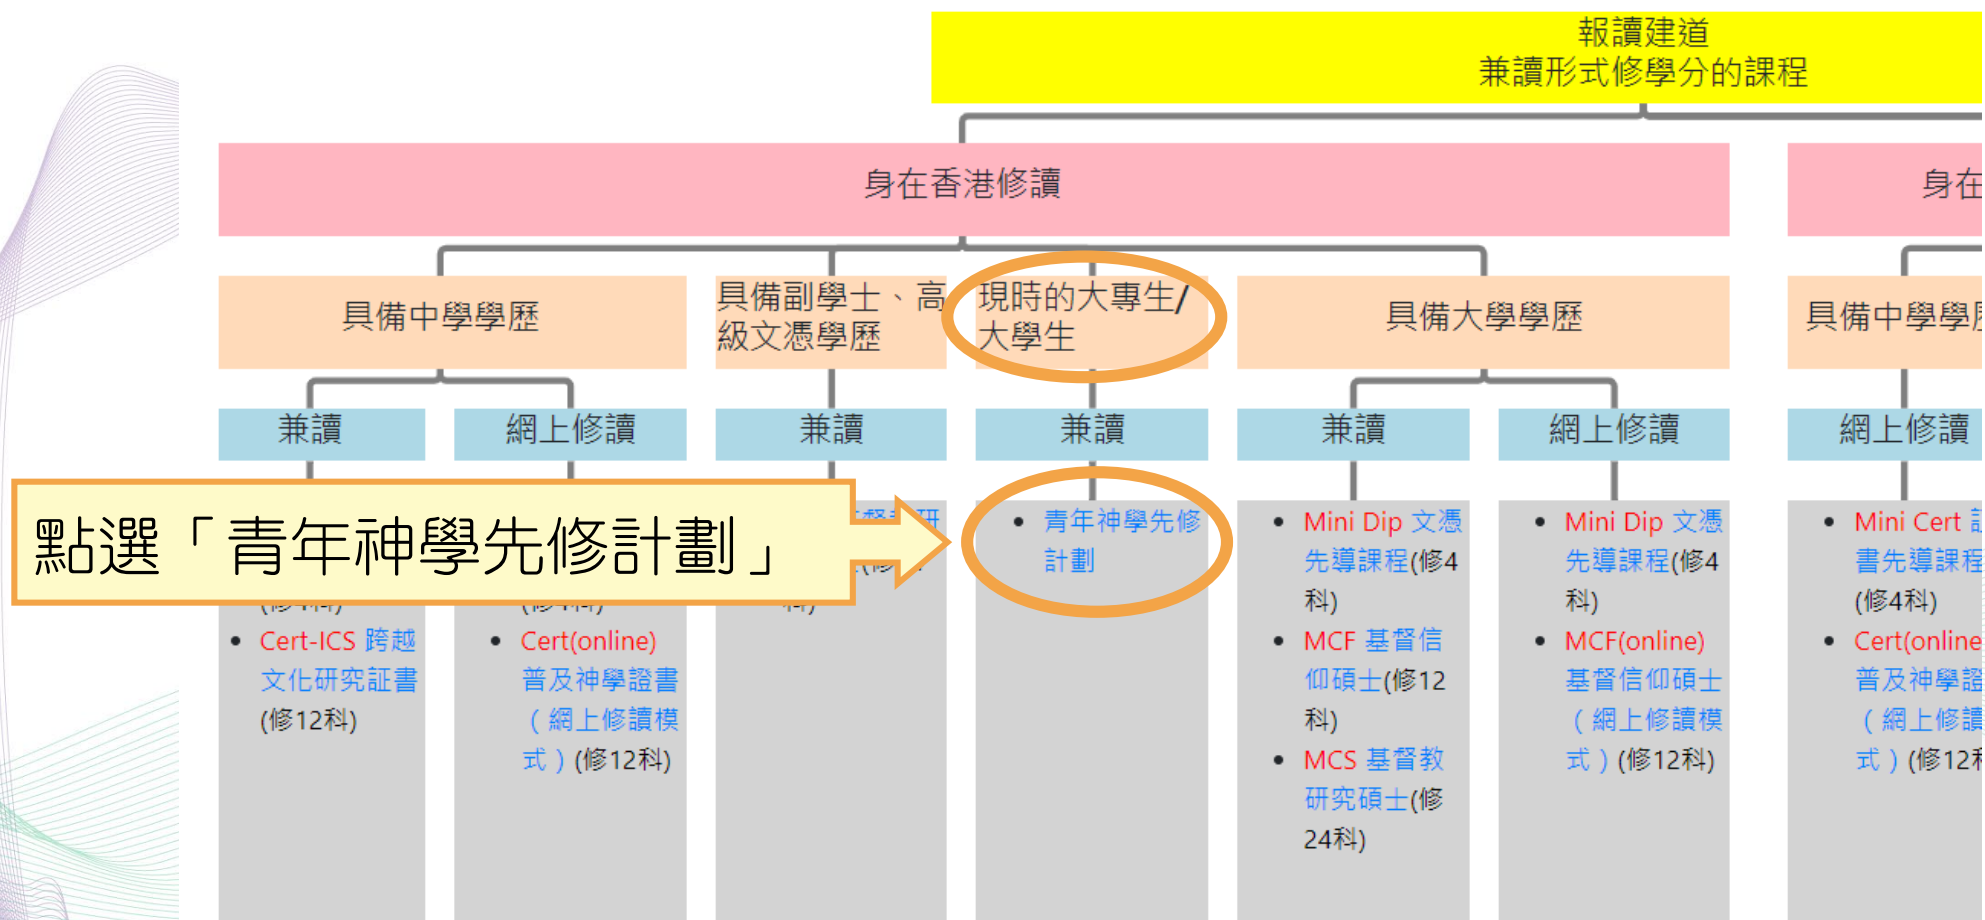 報讀建道
兼讀形式修學分的課程
身在香港修讀
身在
具備中學學歷
具備副學士、高
級文憑學歷
現時的大專生/
大學生
具備大學學歷
具備中學學
兼讀
網上修讀
兼讀
兼讀
兼讀
網上修讀
網上修讀
點選「青年神學先修計劃」
(修4科)
• Cert-ICS 跨越
文化研究証書
(修12科)
(修4科)
• Cert(online)
普及神學證書
（網上修讀模
式）(修12科)
• 青年神學先修
計劃
• Mini Dip 文憑
先導課程(修4
科)
• MCF 基督信
仰碩士(修12
科)
• MCS 基督教
研究碩士(修
24科)
• Mini Dip 文憑
先導課程(修4
科)
• MCF(online)
基督信仰碩士
（網上修讀模
式）(修12科)
• Mini Cert
書先導課程
(修4科)
• Cert(online
普及神學證
（網上修讀
式）(修12